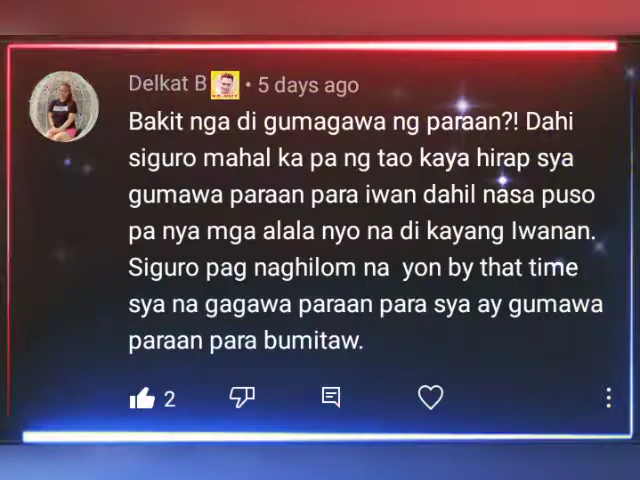 Delkat B • 5 days ago
Bakit nga di gumagawa ng paraan?! Dahi
siguro mahal ka pa ng tao kaya hirap sya
gumawa paraan para iwan dahil nasa puso
pa nya mga alala nyo na di kayang Iwanan.
Siguro pag naghilom na yon by that time
sya na gagawa paraan para sya ay gumawa
paraan para bumitaw.
2